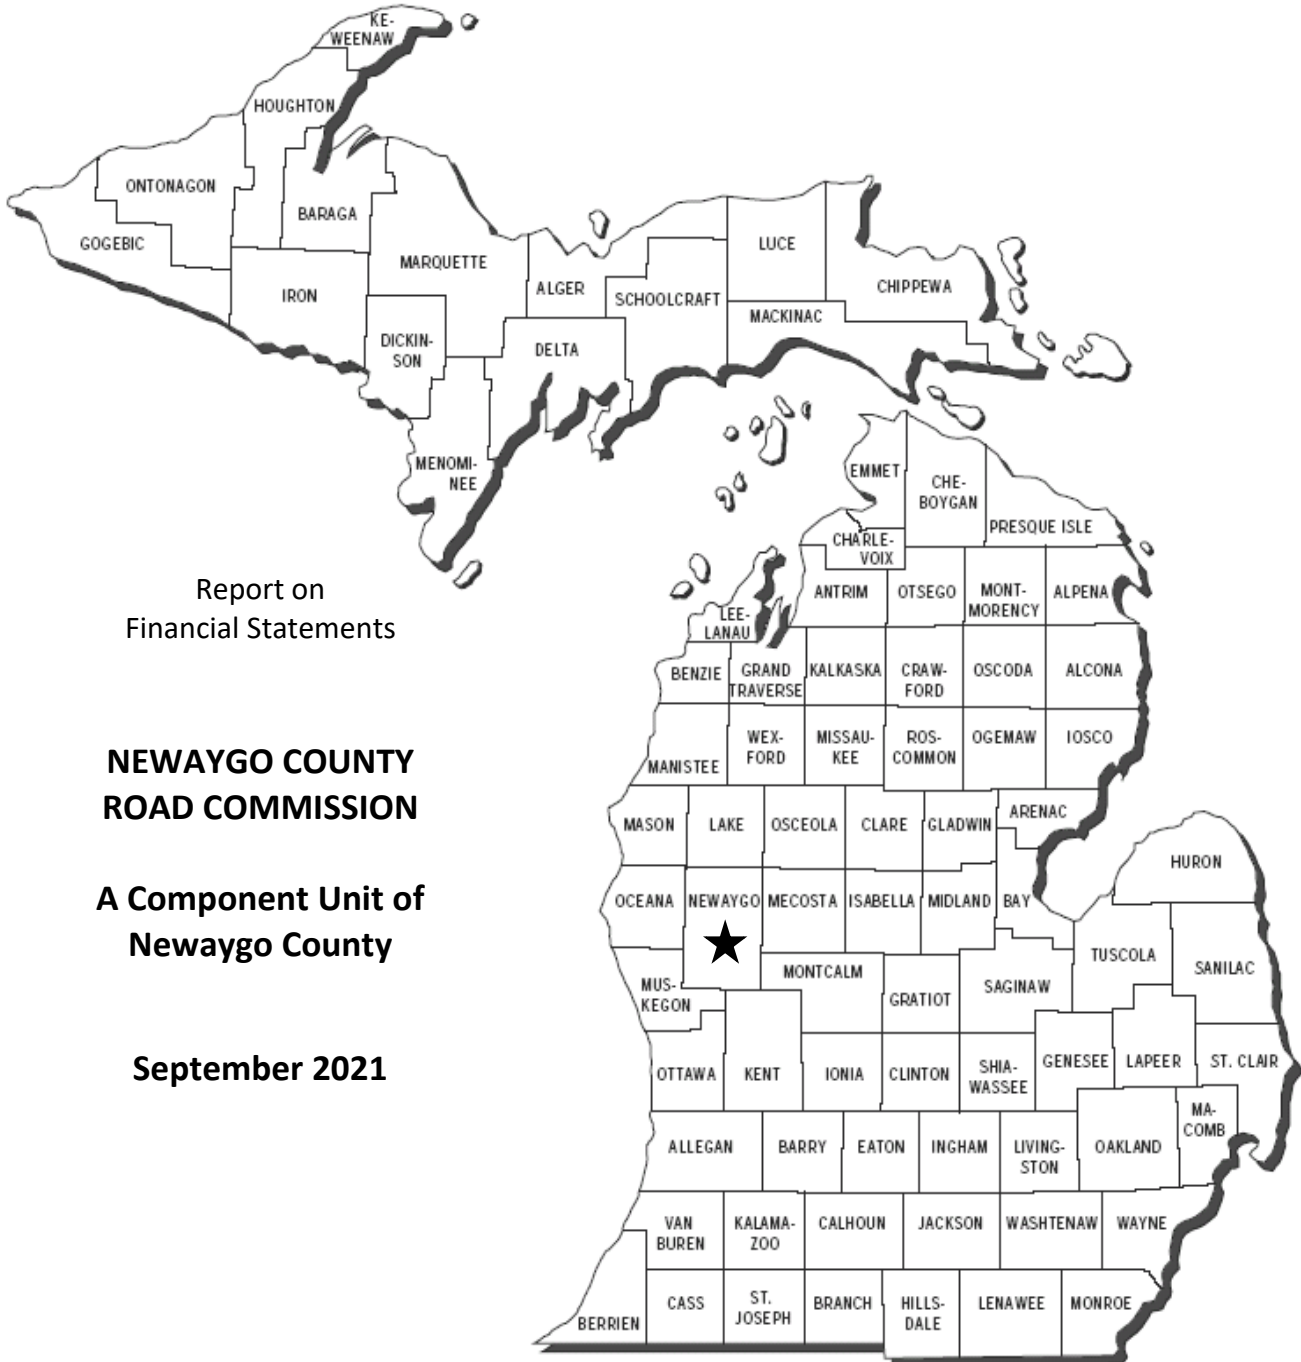 KE-
WEENAW
HOUGHTON
ONTONAGON
BARAGA
GOGEBIC
LUCE
MARQUETTE
ALGER
CHIPPEWA
IRON
SCHOOLCRAFT
MACKINAC
DICKIN-
SON
DELTA
MENOMI-
NEE
EMMET
CHE-
BOYGAN
PRESQUE ISLE
CHARLE-
VOIX
Report on
Financial Statements
ANTRIM
OTSEGO
MONT-
MORENCY
ALPENA
LEE-
LANAU
BENZIE
GRAND
TRAVERSE
KALKASKA
CRAW-
FORD
OSCODA
ALCONA
NEWAYGO COUNTY
ROAD COMMISSION
MANISTEE
WEX-
FORD
MISSAU-
KEE
ROS-
COMMON
OGEMAW
IOSCO
MASON
LAKE
OSCEOLA
CLARE
GLADWIN
ARENAC
HURON
A Component Unit of
Newaygo County
OCEANA
NEWAYGO
MECOSTA
ISABELLA
MIDLAND
BAY
TUSCOLA
SANILAC
MUS-
KEGON
MONTCALM
GRATIOT
SAGINAW
September 2021
OTTAWA
KENT
IONIA
CLINTON
SHIA-
WASSEE
GENESEE
LAPEER
ST. CLAIR
MA-
COMB
ALLEGAN
BARRY
EATON
INGHAM
LIVING-
STON
OAKLAND
VAN
BUREN
KALAMA-
ZOO
CALHOUN
JACKSON
WASHTENAW
WAYNE
BERRIEN
CASS
ST.
JOSEPH
BRANCH
HILLS-
DALE
LENAWEE
MONROE